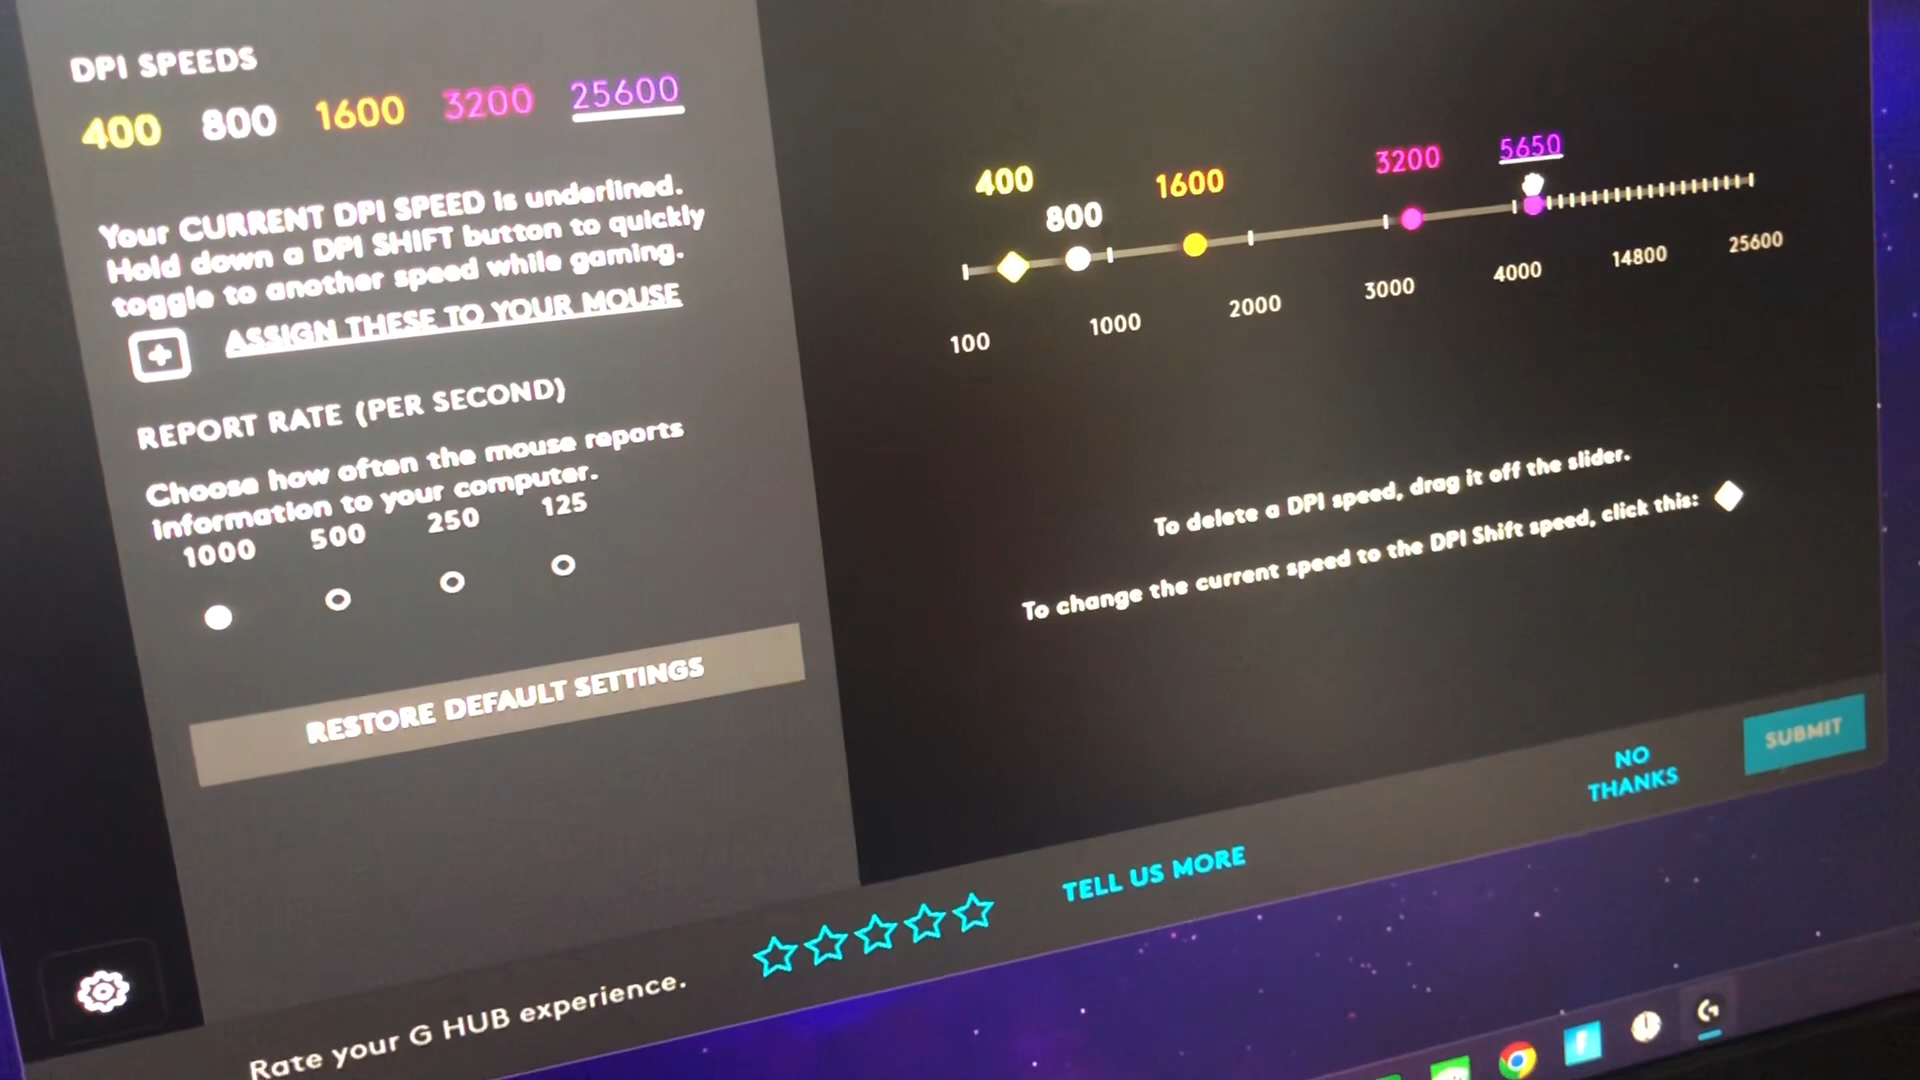 DPI SPEEDS
400 800 1600 3200 25600
Your CURRENT DPI SPEED is underlined.
Hold down a DPI SHIFT button to quickly
toggle to another speed while gaming.
ASSIGN THESE TO YOUR MOUSE
REPORT RATE (PER SECOND)
Choose how often the mouse reports
information to your computer.
1000 500 250 125
RESTORE DEFAULT SETTINGS
400 800 1600 3200 5650
100 1000 2000 3000 4000 14800 25600
To delete a DPI speed, drag it off the slider.
To change the current speed to the DPI Shift speed, click this:
Rate your G HUB experience.
TELL US MORE
NO
THANKS
SUBMIT